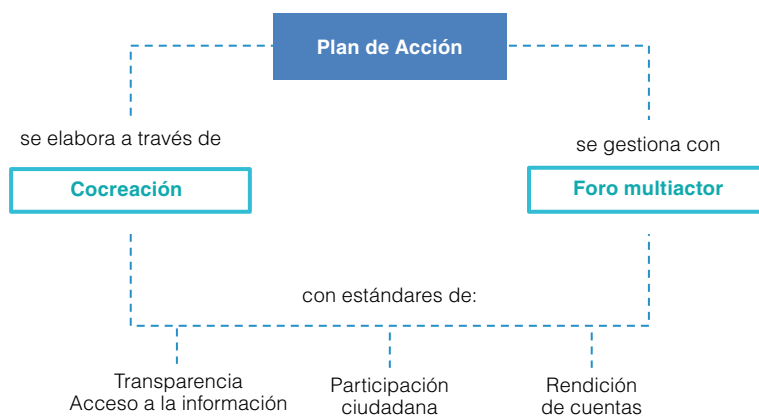 Plan de Acción
se elabora a través de
se gestiona con
Cocreación
Foro multiactor
con estándares de:
Transparencia
Acceso a la información
Participación
ciudadana
Rendición
de cuentas